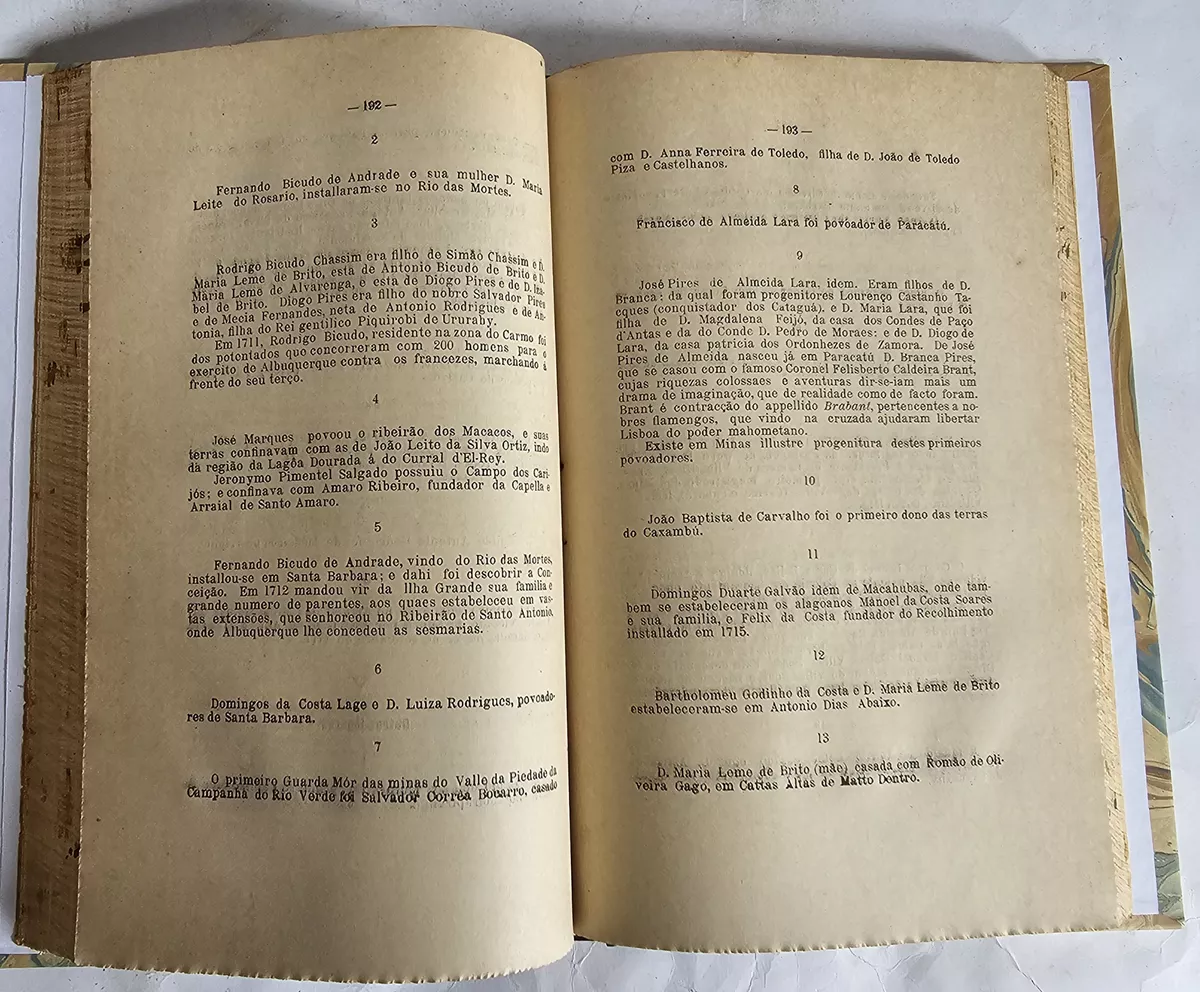 — 192 —
2
Fernando Bicudo de Andrade e sua mulher D. Maria
Leite do Rosario, installaram-se no Rio das Mortes.
3
Rodrigo Bicudo Chassim era filho de Simão Chassim e D.
Maria Leme de Brito, esta de Antonio Bicudo de Brito e D.
Maria Leme de Alvarenga, e esta de Diogo Pires e de D. Iza-
bel de Brito. Diogo Pires era filho do nobre Salvador Pires
e de Mecia Fernandes, neta de Antonio Rodrigues e de An-
tonia, filha do Rei gentilico Piquirobi de Ururahy.
Em 1711, Rodrigo Bicudo, residente na zona do Carmo foi
dos potentados que concorreram com 200 homens para o
exercito de Albuquerque contra os francezes, marchando á
frente do seu terço.
4
José Marques povoou o ribeirão dos Macacos, e suas
terras confinavam com as de João Leite da Silva Ortiz, indo
da região da Lagôa Dourada á do Curral d'El-Rey.
Jeronymo Pimentel Salgado possuiu o Campo dos Cari-
jós; e confinava com Amaro Ribeiro, fundador da Capella e
Arraial de Santo Amaro.
5
Fernando Bicudo de Andrade, vindo do Rio das Mortes,
installou-se em Santa Barbara; e dahi foi descobrir a Con-
ceição. Em 1712 mandou vir da Ilha Grande sua familia e
grande numero de parentes, aos quaes estabeleceu em vas-
tas extensões, que senhoreou no Ribeirão de Santo Antonio,
onde Albuquerque lhe concedeu as sesmarias.
6
Domingos da Costa Lage e D. Luiza Rodrigues, povoado-
res de Santa Barbara.
7
O primeiro Guarda Mór das minas do Valle da Piedade da
Campanha do Rio Verde foi Salvador Corrêa Bouarro, casado
— 193 —
com D. Anna Ferreira de Toledo, filha de D. João de Toledo
Piza e Castelhanos.
8
Francisco de Almeida Lara foi povoador de Paracatú.
9
José Pires de Almeida Lara, idem. Eram filhos de D.
Branca; da qual foram progenitores Lourenço Castanho Ta-
cques (conquistador dos Cataguá), e D. Maria Lara, que foi
filha de D. Magdalena Feijó, da casa dos Condes de Paço
d'Antas e da do Conde D. Pedro de Moraes; e de D. Diogo de
Lara, da casa patricia dos Ordonhezes de Zamora. De José
Pires de Almeida nasceu já em Paracatú D. Branca Pires,
que se casou com o famoso Coronel Felisberto Caldeira Brant,
cujas riquezas colossaes e aventuras dir-se-iam mais um
drama de imaginação, que de realidade como de facto foram.
Brant é contracção do appellido Brabant, pertencentes a no-
bres flamengos, que vindo na cruzada ajudaram libertar
Lisboa do poder mahometano.
Existe em Minas illustre progenitura destes primeiros
povoadores.
10
João Baptista de Carvalho foi o primeiro dono das terras
do Caxambú.
11
Domingos Duarte Galvão idem de Macahubas, onde tam-
bem se estabeleceram os alagoanos Manoel da Costa Soares
e sua familia, e Felix da Costa fundador do Recolhimento
installado em 1715.
12
Bartholomeu Godinho da Costa e D. Maria Leme de Brito
estabeleceram-se em Antonio Dias Abaixo.
13
D. Maria Leme de Brito (mãe) casada com Romão de Oli-
veira Gago, em Cattas Altas de Matto Dentro.